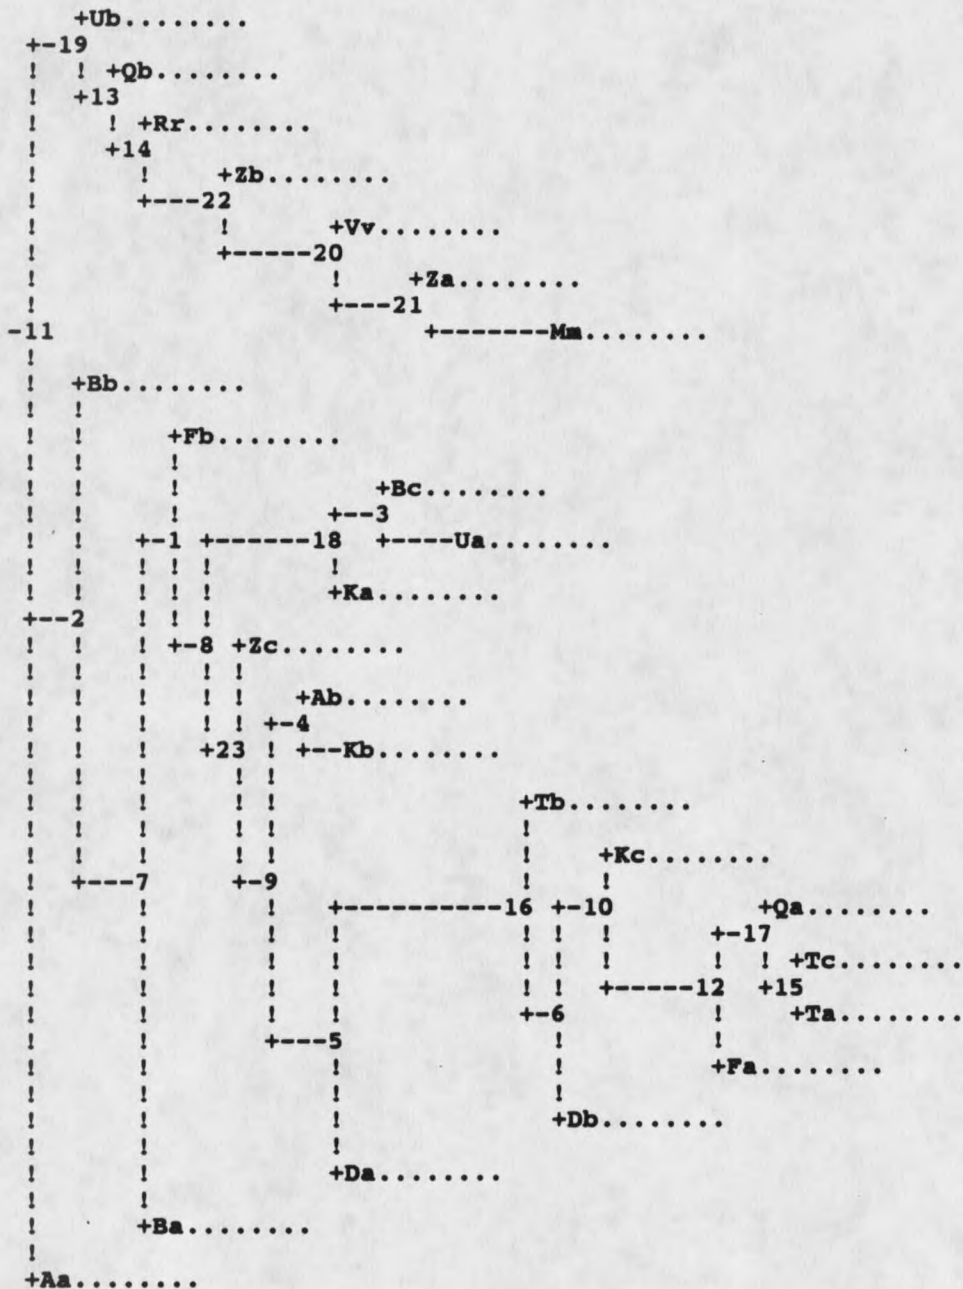 +Ub........
   +-19
   !  ! +Qb........
   !  +13
   !    ! +Rr........
   !    +14
   !      !    +Zb........
   !      +---22
   !           !      +Vv........
   !           +-----20
   !                  !    +Za........
   !                  +---21
 -11                        +-------Mm........
   !
   !  +Bb........
   !  !
   !  !     +Fb........
   !  !     !
   !  !     !            +Bc........
   !  !     !         +--3
   !  !   +-1 +------18  +----Ua........
   !  !   ! ! !       !
   !  !   ! ! !       +Ka........
   +--2   ! ! !
   !  !   ! +-8 +Zc........
   !  !   !   ! !
   !  !   !   ! !   +Ab........
   !  !   !   ! ! +-4
   !  !   !   +23 ! +--Kb........
   !  !   !     ! !
   !  !   !     ! !               +Tb........
   !  !   !     ! !               !
   !  !   !     ! !               !    +Kc........
   !  +---7     +-9               !    !
   !      !       !   +----------16 +-10         +Qa........
   !      !       !   !           ! !  !      +-17
   !      !       !   !           ! !  !      !  ! +Tc........
   !      !       !   !           ! !  +-----12  +15
   !      !       !   !           +-6         !    +Ta........
   !      !       +---5             !         !
   !      !           !             !         +Fa........
   !      !           !             !
   !      !           !             +Db........
   !      !           !
   !      !           +Da........
   !      !
   !      +Ba........
   !
   +Aa........